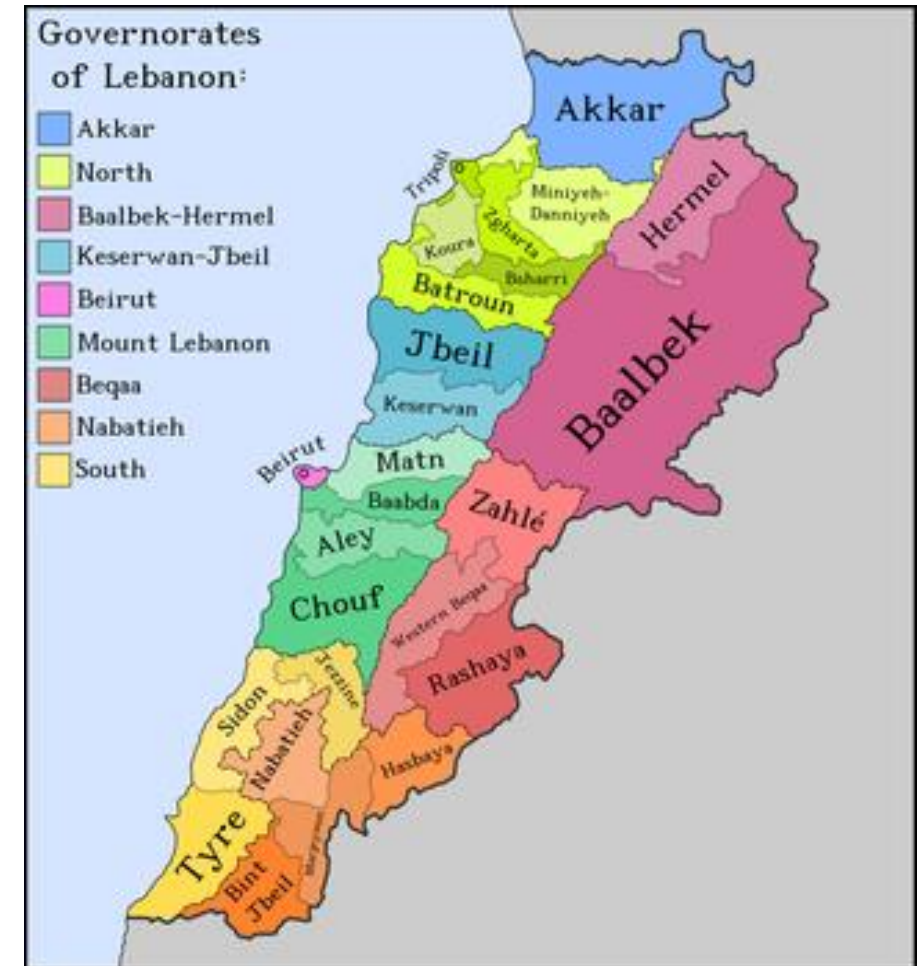 Governorates
of Lebanon:
Akkar
North
Baalbek-Hermel
Keserwan-Jbeil
Beirut
Mount Lebanon
Beqaa
Nabatieh
South
Akkar
Tripoli
Miniyeh-
Danniyeh
Hermel
Zgharta
Koura
Bsharri
Batroun
Jbeil
Baalbek
Keserwan
Beirut
Matn
Baabda
Zahlé
Aley
Chouf
Western Beqaa
Rashaya
Jezzine
Sidon
Nabatieh
Hasbaya
Tyre
Bint
Jbeil